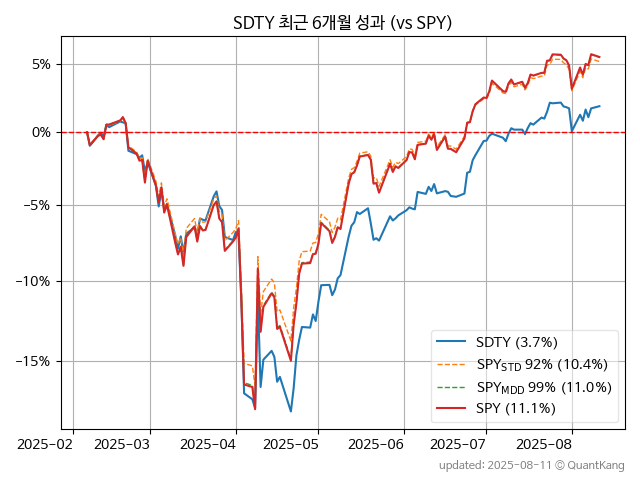 SDTY 최근 6개월 성과 (vs SPY)
5%
0%
−5%
−10%
−15%
SDTY (3.7%)
SPY_STD 92% (10.4%)
SPY_MDD 99% (11.0%)
SPY (11.1%)
2025-02 2025-03 2025-04 2025-05 2025-06 2025-07 2025-08
updated: 2025-08-11 © QuantKang